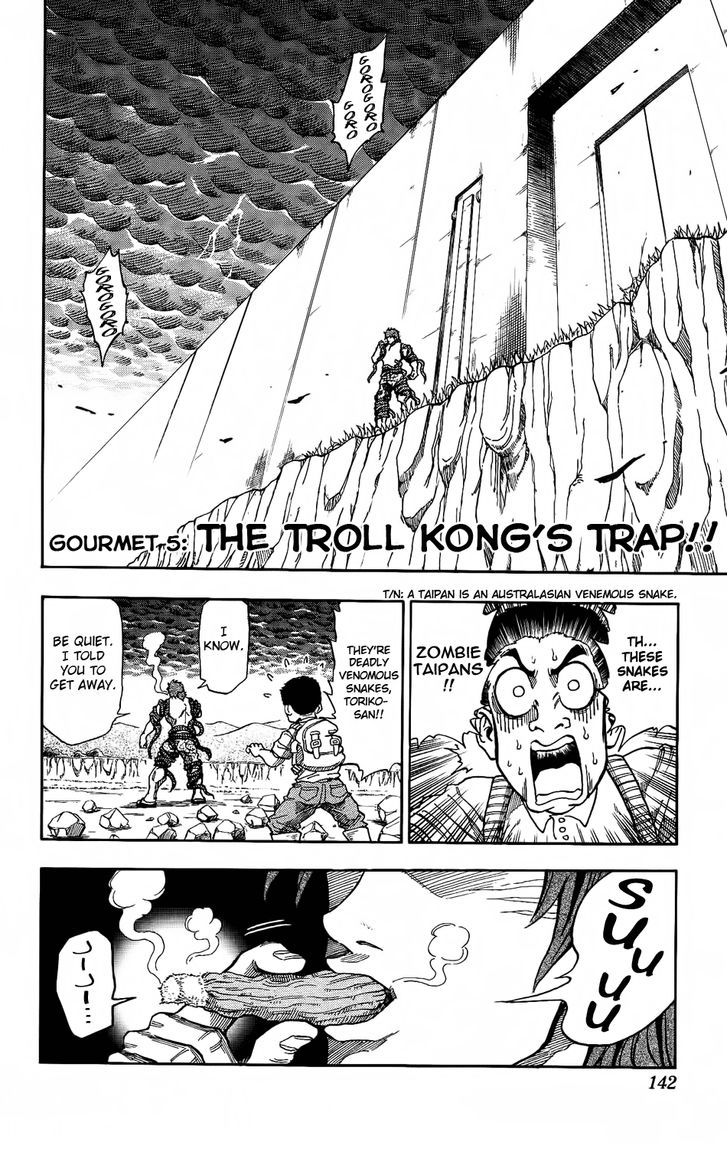 GOROGORO
GORO
GOROGORO
GOURMET 5: THE TROLL KONG'S TRAP!!
T/N: A TAIPAN IS AN AUSTRALASIAN VENEMOUS SNAKE.
TH...
THESE
SNAKES
ARE...
ZOMBIE
TAIPANS
!!
THEY'RE
DEADLY
VENOMOUS
SNAKES,
TORIKO-
SAN!!
I
KNOW.
BE QUIET.
I TOLD
YOU TO
GET AWAY.
SUUUU
142